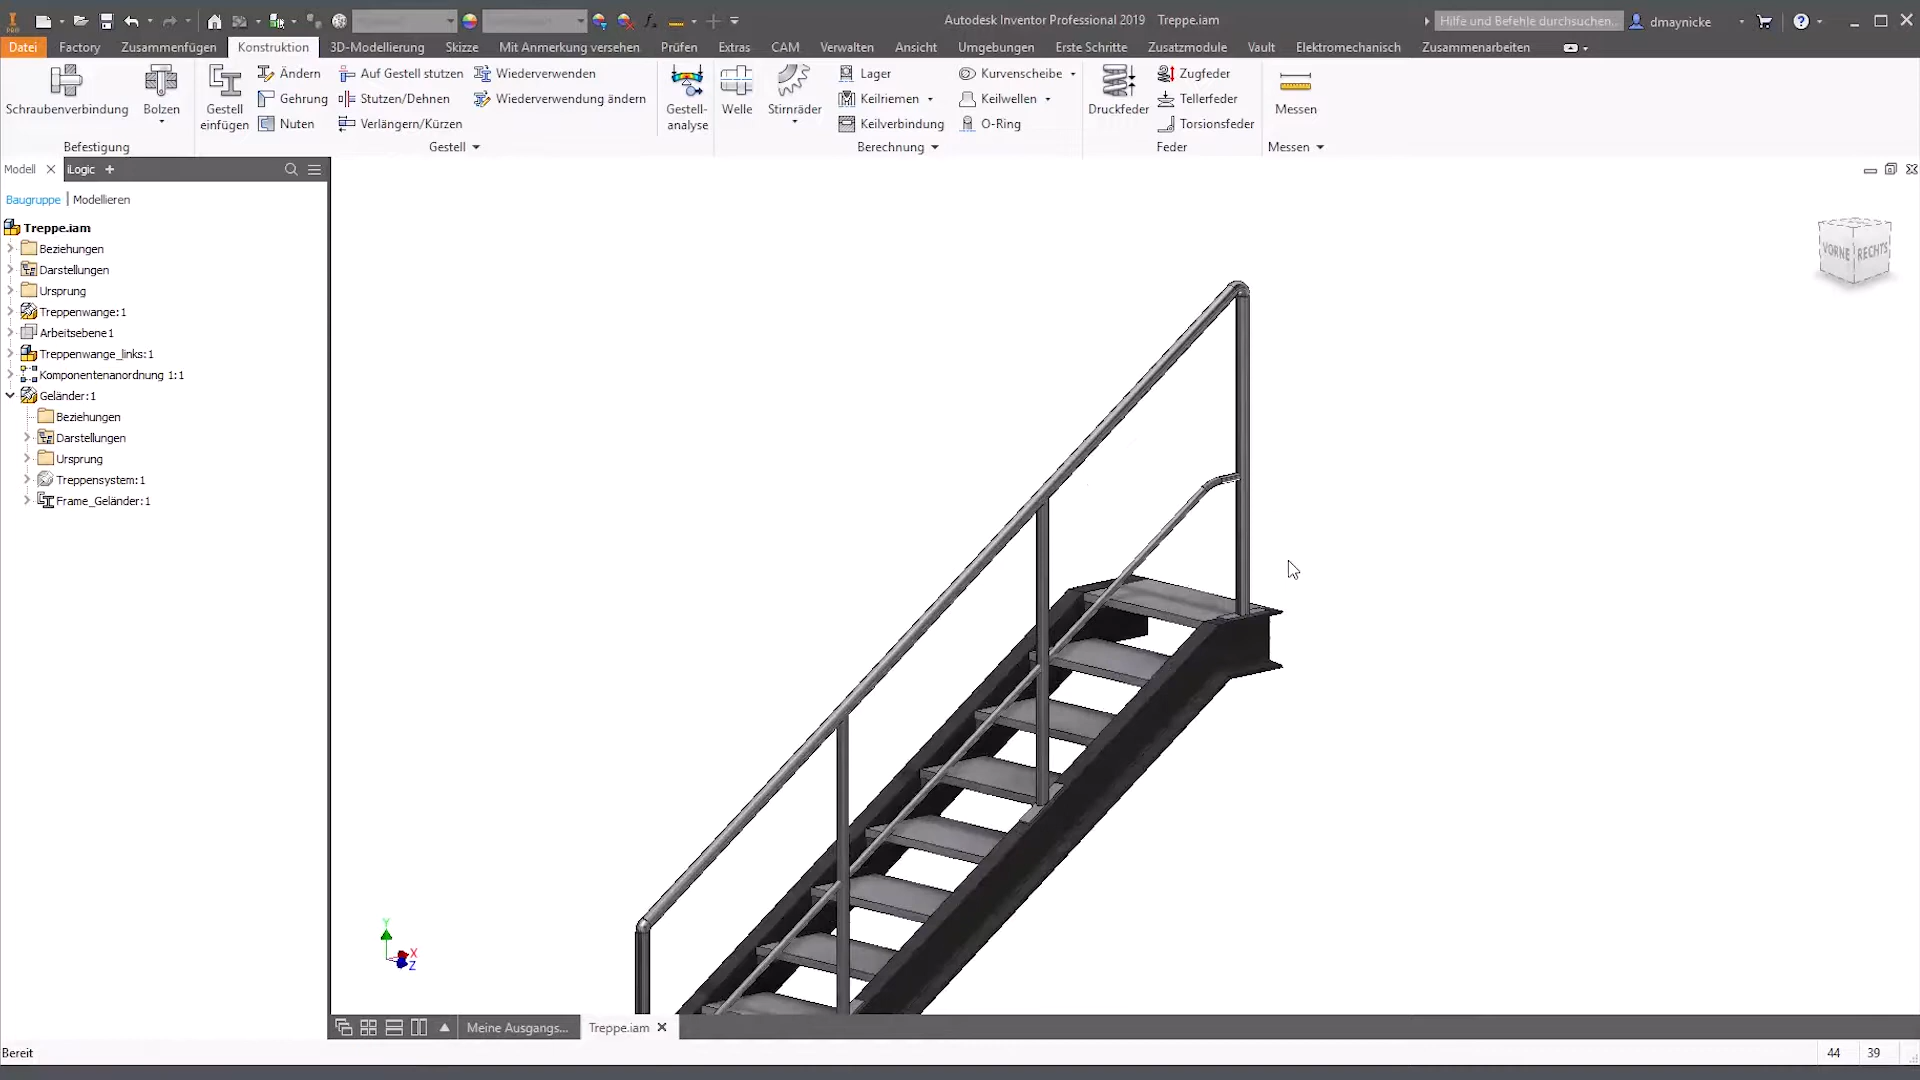 PRO
Autodesk Inventor Professional 2019 Treppe.iam
Hilfe und Befehle durchsuchen...
dmaynicke
Datei Factory Zusammenfügen Konstruktion 3D-Modellierung Skizze Mit Anmerkung versehen Prüfen Extras CAM Verwalten Ansicht Umgebungen Erste Schritte Zusatzmodule Vault Elektromechanisch Zusammenarbeiten
Schraubenverbindung
Bolzen
Befestigung
Gestell
einfügen
Ändern
Gehrung
Nuten
Auf Gestell stutzen
Stutzen/Dehnen
Verlängern/Kürzen
Wiederverwenden
Wiederverwendung ändern
Gestell
Gestell-
analyse
Welle
Stirnräder
Lager
Keilriemen
Keilverbindung
Kurvenscheibe
Keilwellen
O-Ring
Berechnung
Druckfeder
Zugfeder
Tellerfeder
Torsionsfeder
Feder
Messen
Messen
Modell iLogic +
Baugruppe | Modellieren
Treppe.iam
Beziehungen
Darstellungen
Ursprung
Treppenwange:1
Arbeitsebene1
Treppenwange_links:1
Komponentenanordnung 1:1
Geländer:1
Beziehungen
Darstellungen
Ursprung
Treppensystem:1
Frame_Geländer:1
VORNE RECHTS
Y
X
Z
Meine Ausgangs... Treppe.iam
Bereit
44 39